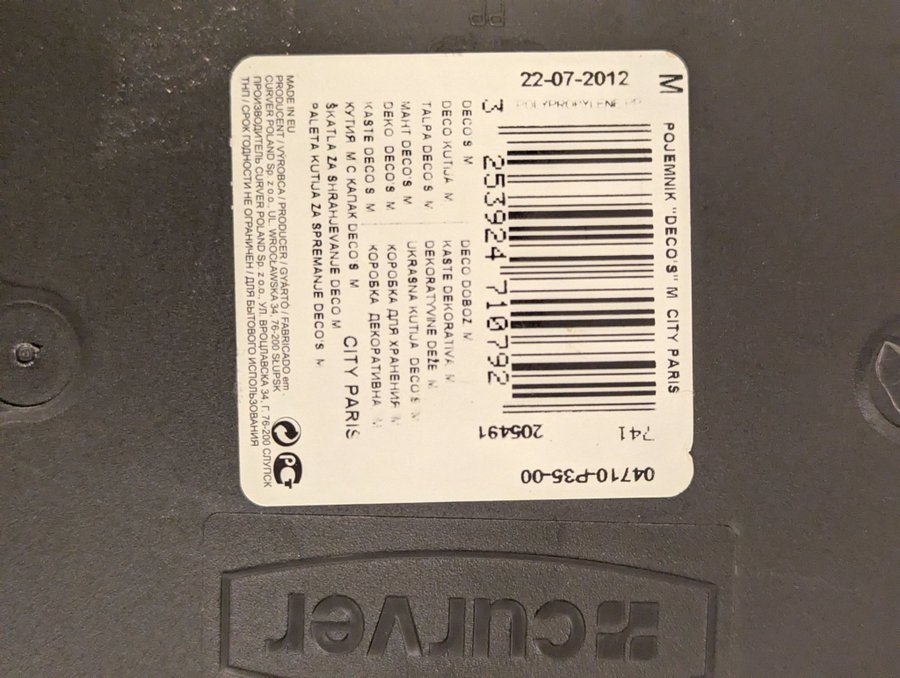 PP
M
POJEMNIK "DECO'S" M CITY PARIS
22-07-2012
POLYPROPYLENE PP
3 253924 710792
741
205491
04710-P35-00
DECO'S M
DECO KUTIJA M
TALPA DECO'S M
MAHT DECO'S M
DEKO DECO'S M
KASTE DECO'S M
КУТИЯ М С КАПАК DECO'S M
ŠKATLA ZA SHRANJEVANJE DECO M
PALETA KUTIJA ZA SPREMANJE DECO'S M
DECO DOBOZ M
KASTE DEKORATIVA M
DEKORATYVINE DEŽE M
UKRASNA KUTIJA DECO'S M
КОРОБКА ДЛЯ ХРАНЕНИЯ M
КОРОБКА ДЕКОРАТИВНА M
CITY PARIS
MADE IN EU
PRODUCENT / VÝROBCA / PRODUCER / GYÁRTÓ / FABRICADO em
CURVER POLAND Sp. z o.o., UL. WROCŁAWSKA 34, 76-200 SŁUPSK
ПРОИЗВОДИТЕЛЬ CURVER POLAND Sp. z o.o., УЛ. ВРОЦЛАВСКА 34, Г. 76-200 СЛУПСК
ТНП / СРОК ГОДНОСТИ НЕ ОГРАНИЧЕН / ДЛЯ БЫТОВОГО ИСПОЛЬЗОВАНИЯ
curver